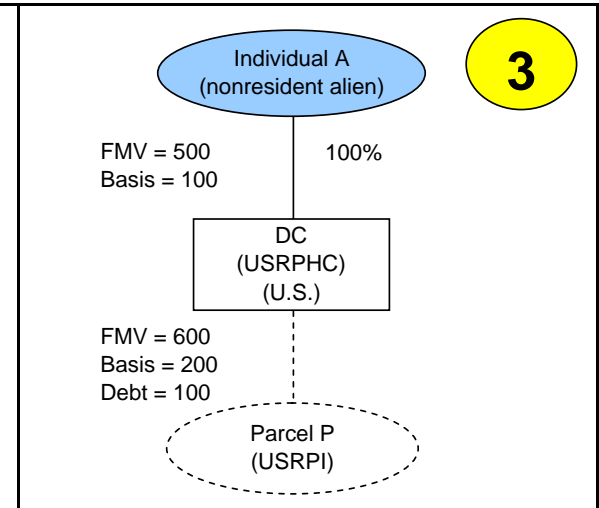 Individual A
(nonresident alien)
3
FMV = 500
Basis = 100
100%
DC
(USRPHC)
(U.S.)
FMV = 600
Basis = 200
Debt = 100
Parcel P
(USRPI)